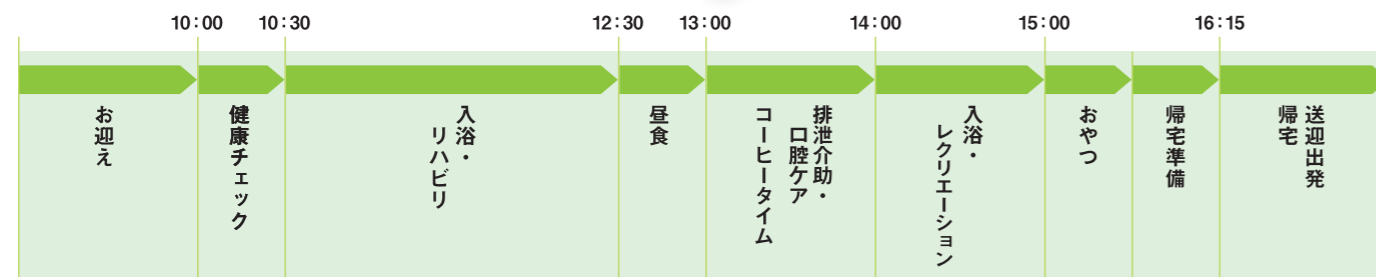 10:00
10:30
12:30
13:00
14:00
15:00
16:15
お迎え
健康チェック
入浴・
リハビリ
昼食
排泄介助・
口腔ケア
コーヒータイム
入浴・
レクリエーション
おやつ
帰宅準備
送迎出発
帰宅